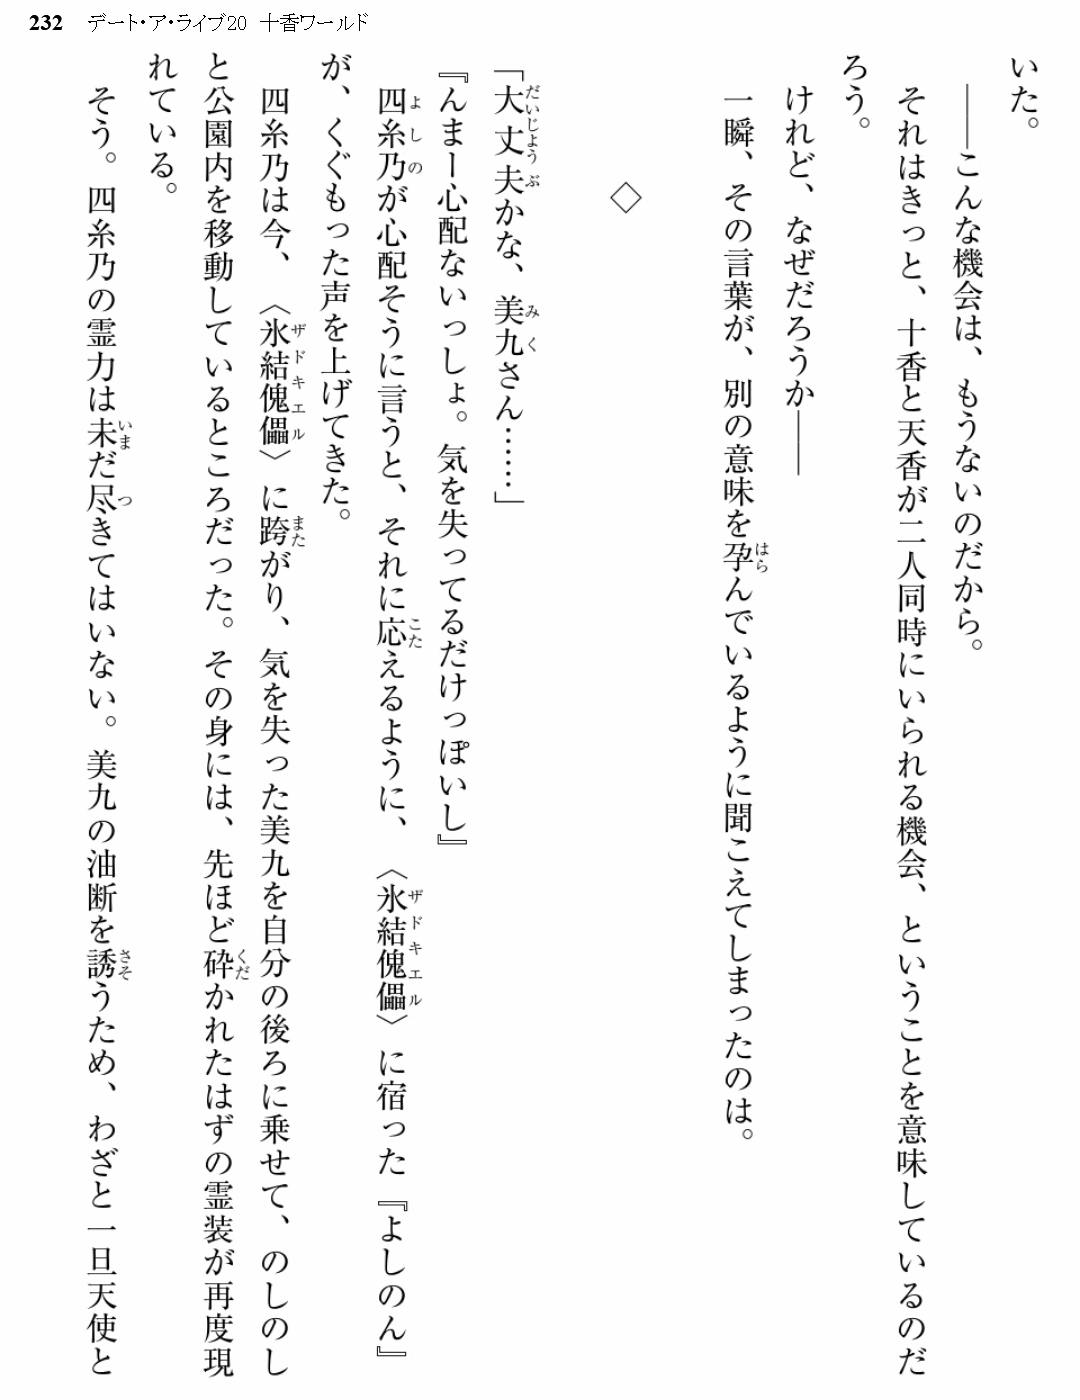 232 デート・ア・ライブ20 十香ワールド
いた。
――こんな機会は、もうないのだから。
それはきっと、十香と天香が二人同時にいられる機会、ということを意味しているのだ
ろう。
けれど、なぜだろうか――
一瞬、その言葉が、別の意味を孕んでいるように聞こえてしまったのは。
◇
「大丈夫かな、美九さん……」
『んまー心配ないっしょ。気を失ってるだけっぽいし』
四糸乃が心配そうに言うと、それに応えるように、〈氷結傀儡〉に宿った『よしのん』
が、くぐもった声を上げてきた。
四糸乃は今、〈氷結傀儡〉に跨がり、気を失った美九を自分の後ろに乗せて、のしのし
と公園内を移動しているところだった。その身には、先ほど砕かれたはずの霊装が再度現
れている。
そう。四糸乃の霊力は未だ尽きてはいない。美九の油断を誘うため、わざと一旦天使と